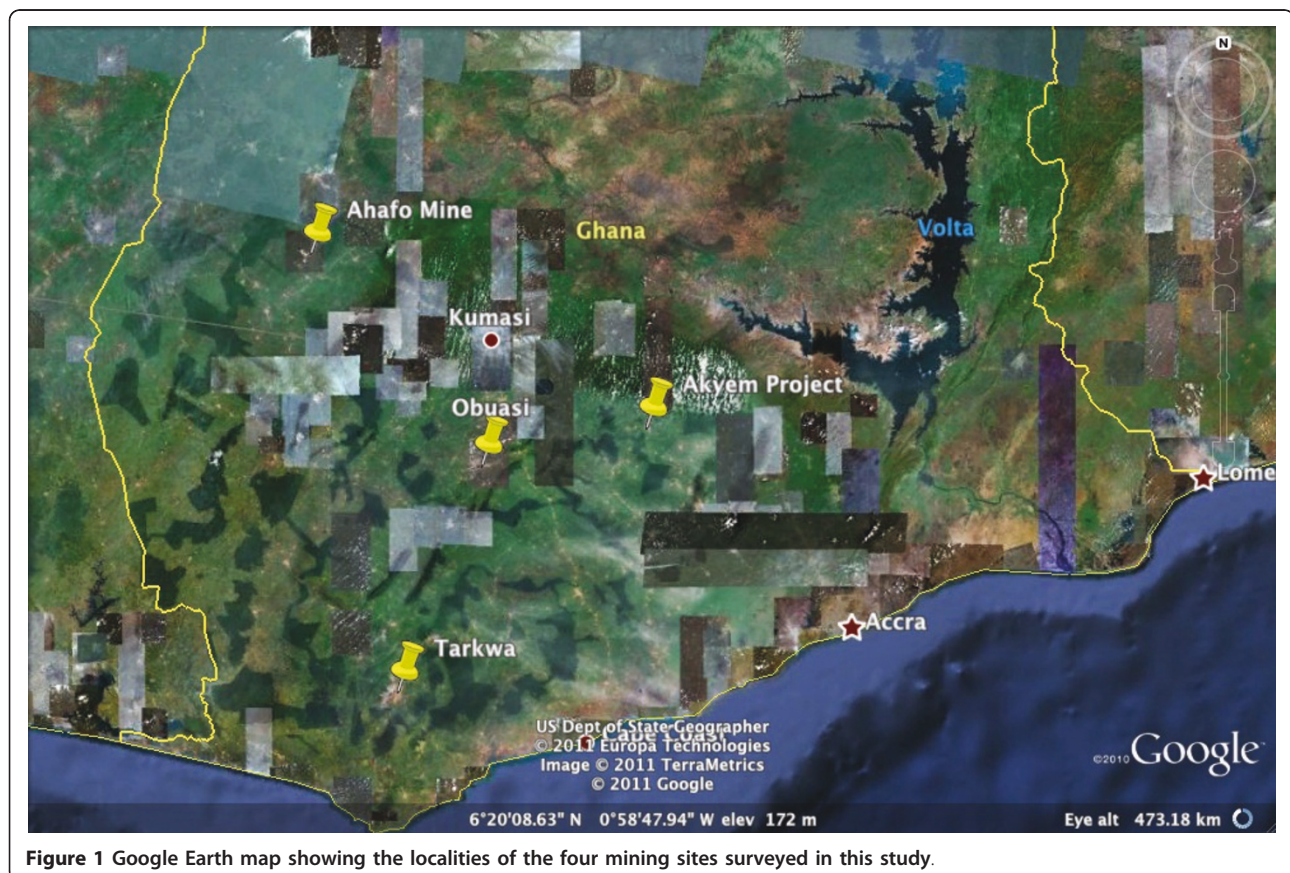 N
Ahafo Mine
Ghana
Volta
Kumasi
Akyem Project
Obuasi
Lome
Accra
Tarkwa
US Dept of State Geographer
Cape Coast
© 2011 Europa Technologies
Image © 2011 TerraMetrics
© 2011 Google
©2010 Google
6°20'08.63" N 0°58'47.94" W elev 172 m
Eye alt 473.18 km
Figure 1 Google Earth map showing the localities of the four mining sites surveyed in this study.